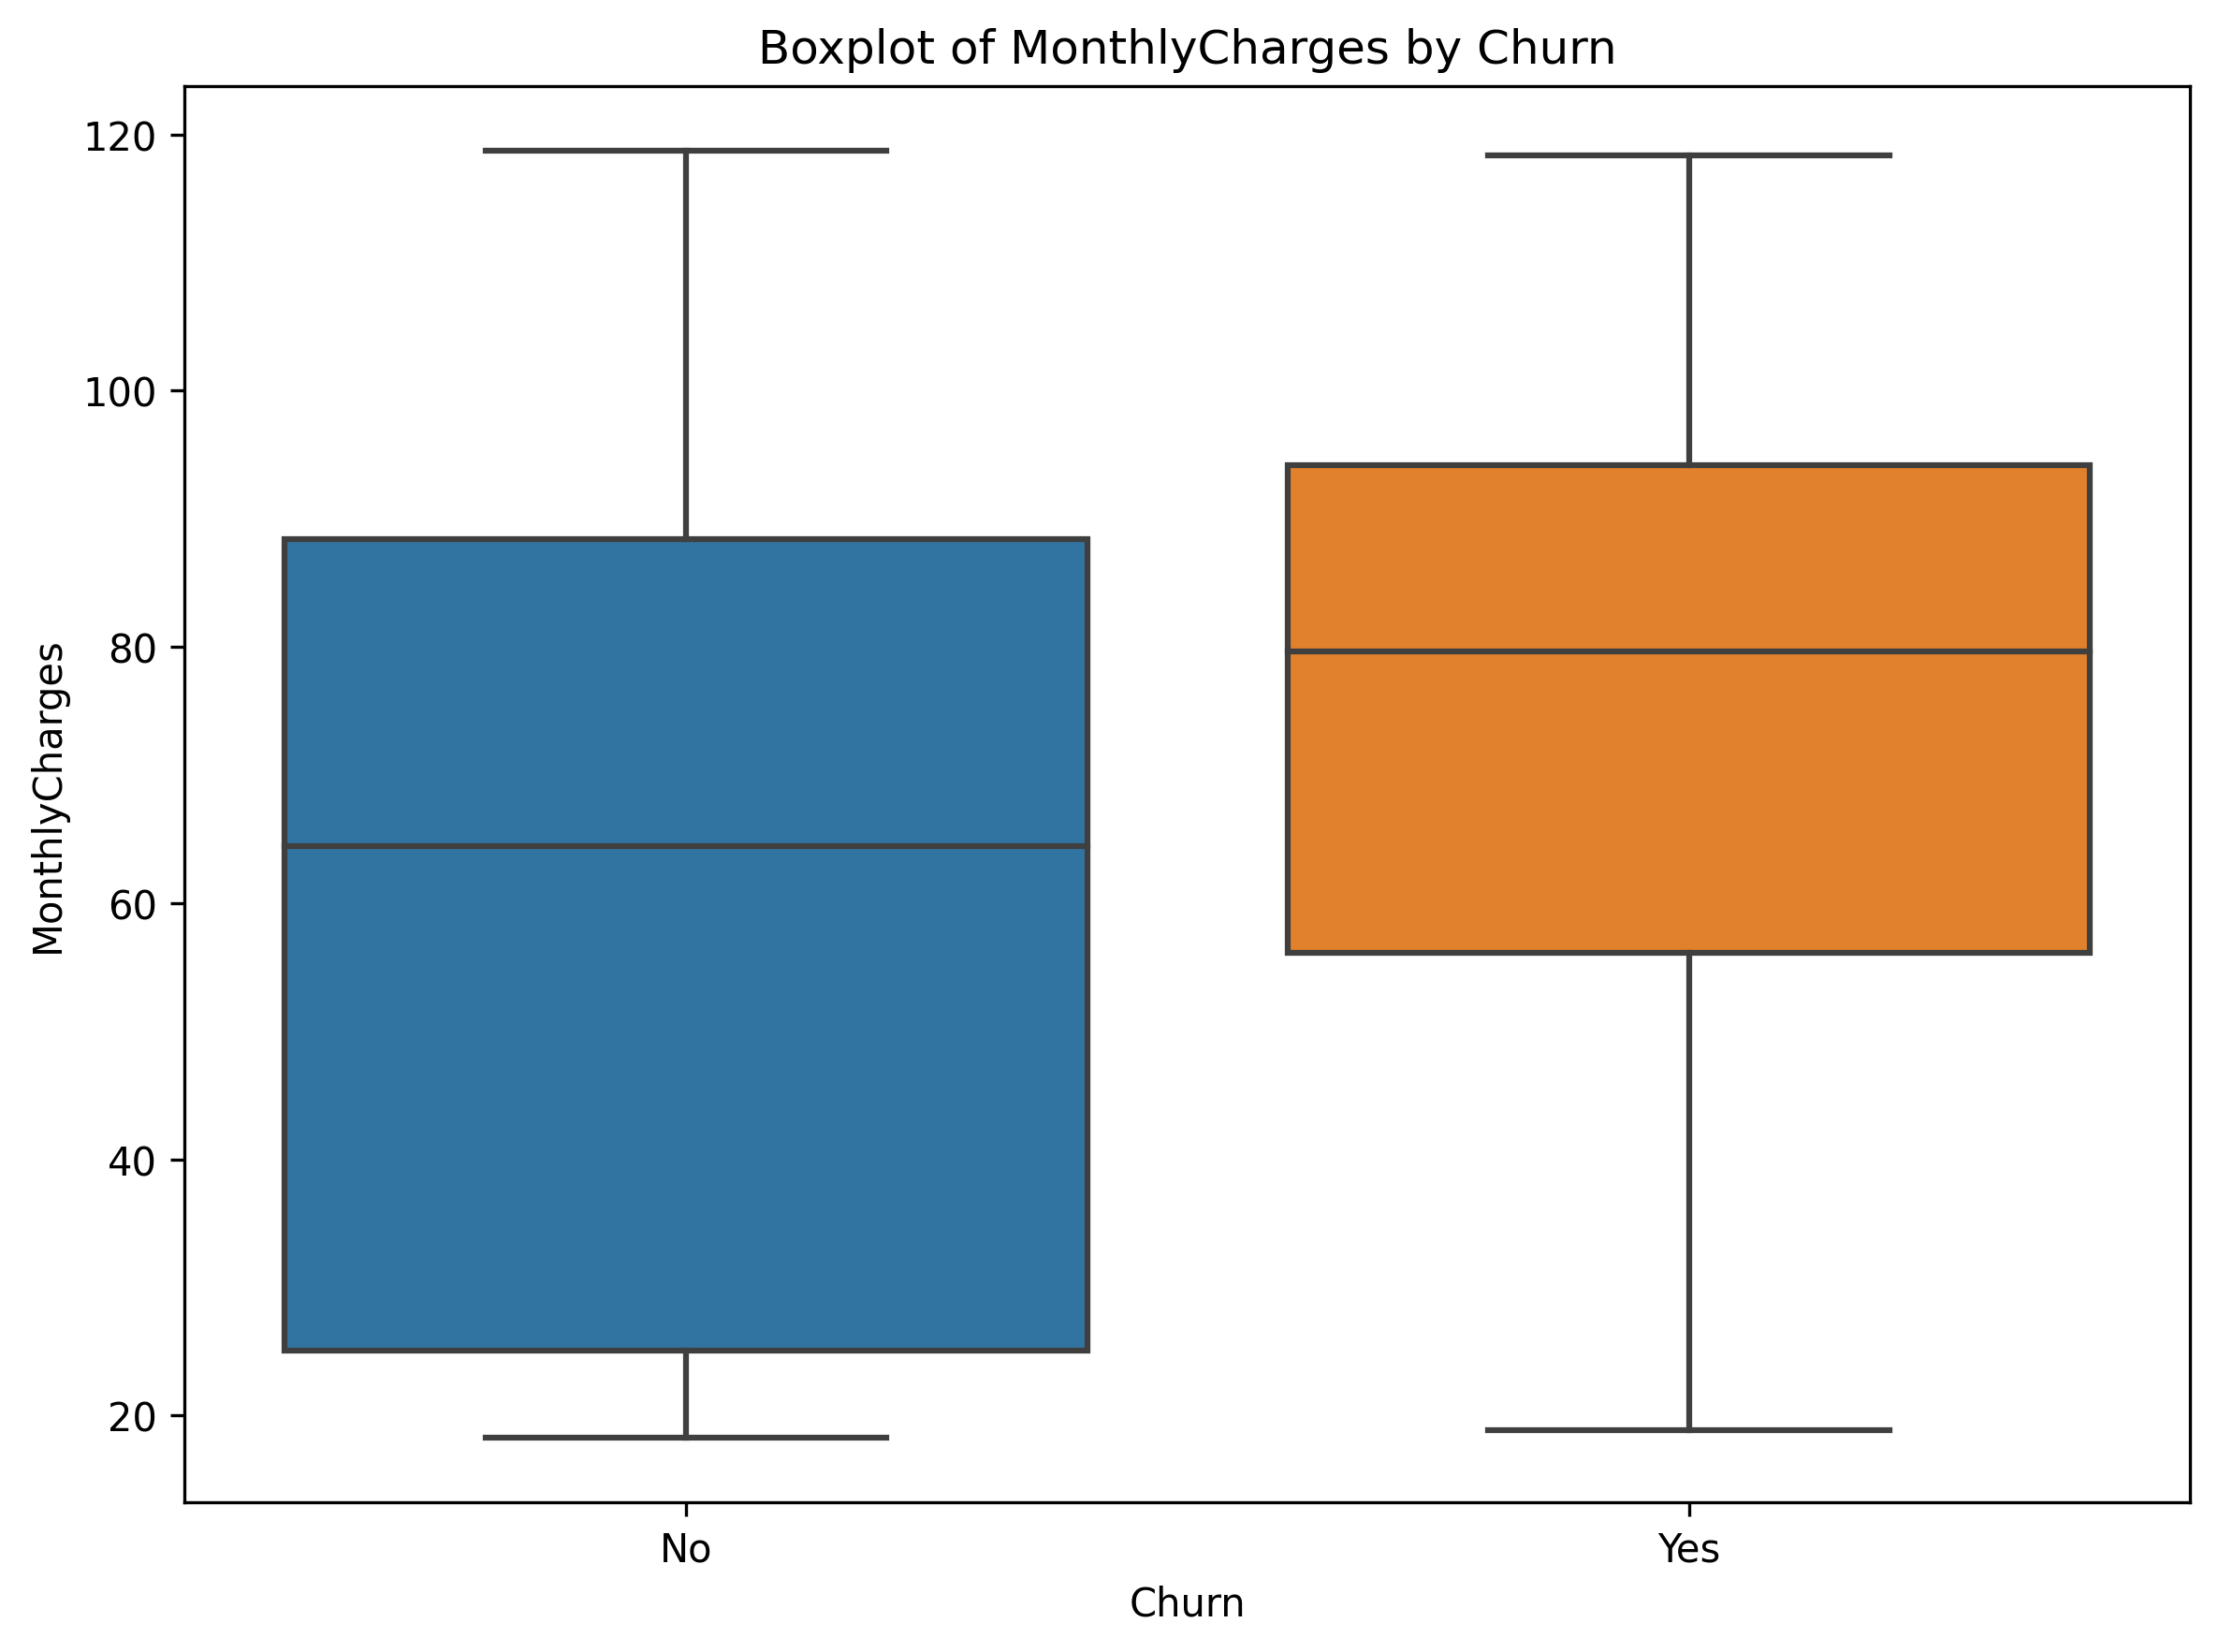 Boxplot of MonthlyCharges by Churn
120
100
80
60
40
20
MonthlyCharges
No
Yes
Churn